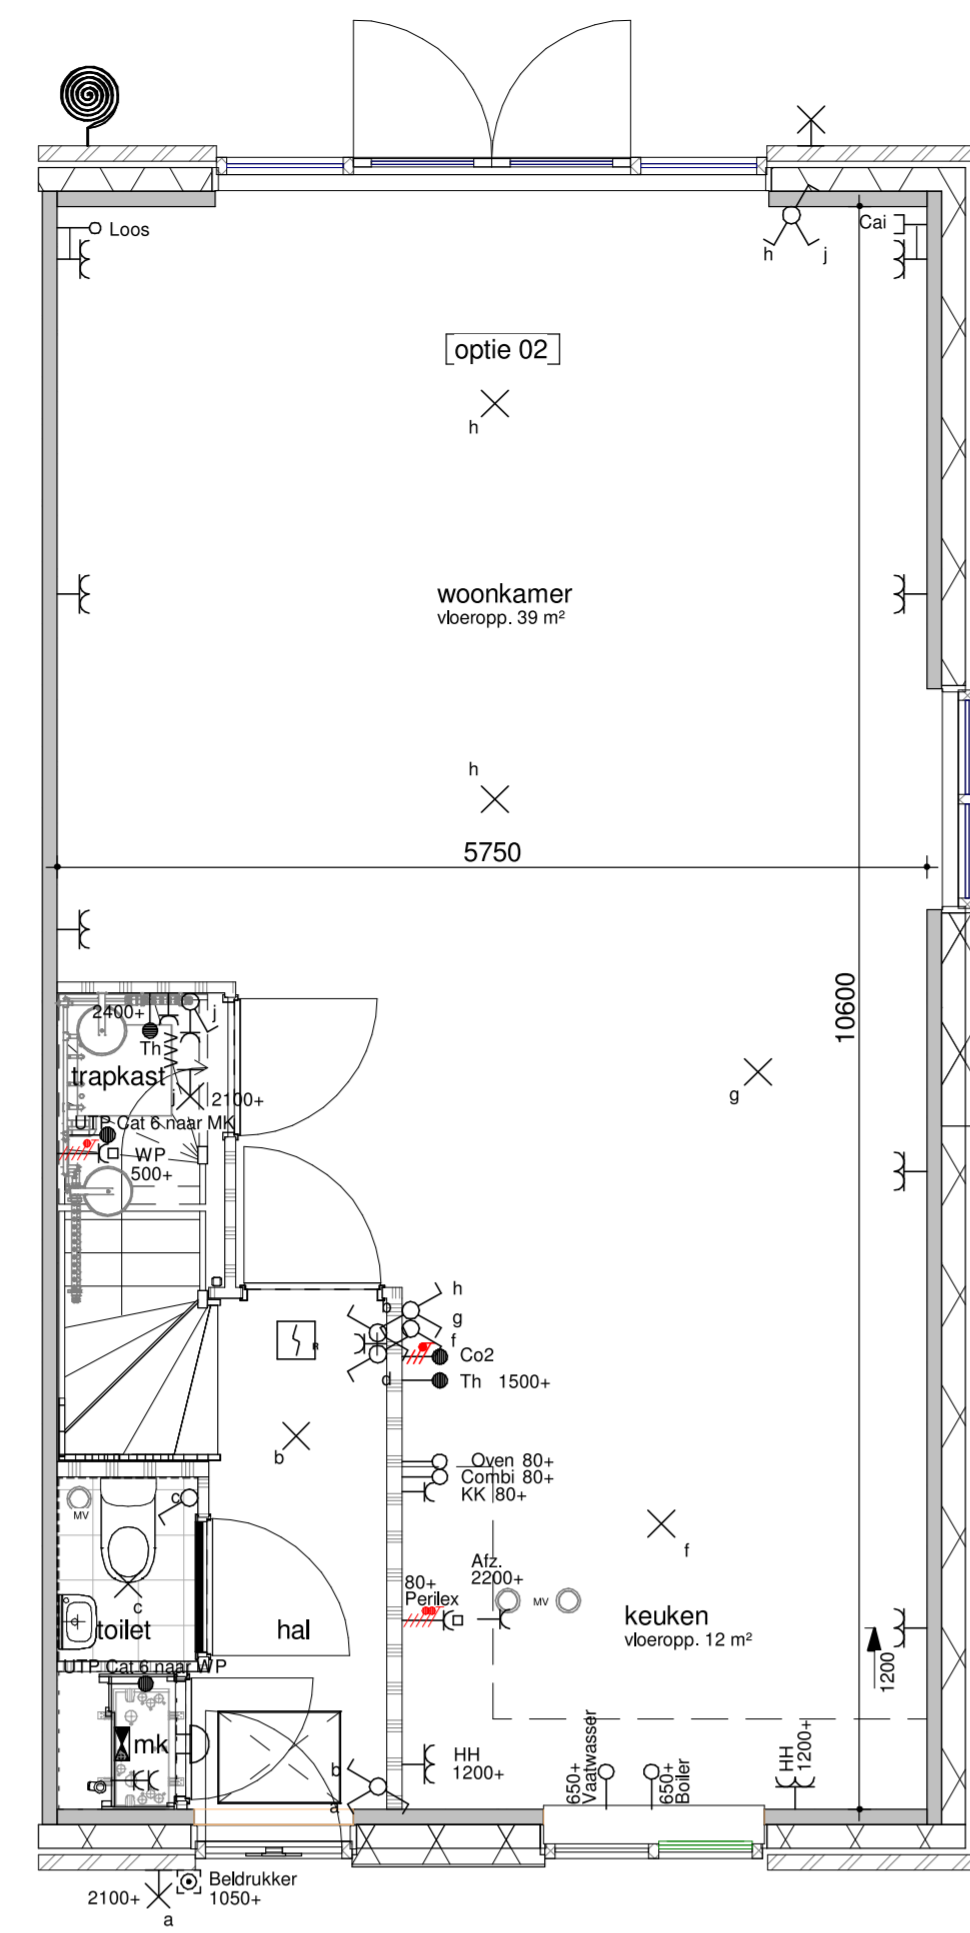 Loos
Cai
h
j
optie 02
h
woonkamer
vloeropp. 39 m²
h
5750
10600
2400+
j
Th
trapkast
j
2100+
g
UTP Cat 6 naar MK
WP
500+
h
g
f
Co2
d
Th 1500+
b
Oven 80+
Combi 80+
KK 80+
c
MV
f
Afz.
2200+
80+
Perilex
MV
c
toilet
hal
keuken
vloeropp. 12 m²
1200
UTP Cat 6 naar WP
mk
HH
1200+
650+
Vaatwasser
650+
Boiler
HH
1200+
b
a
Beldrukker
1050+
2100+
a